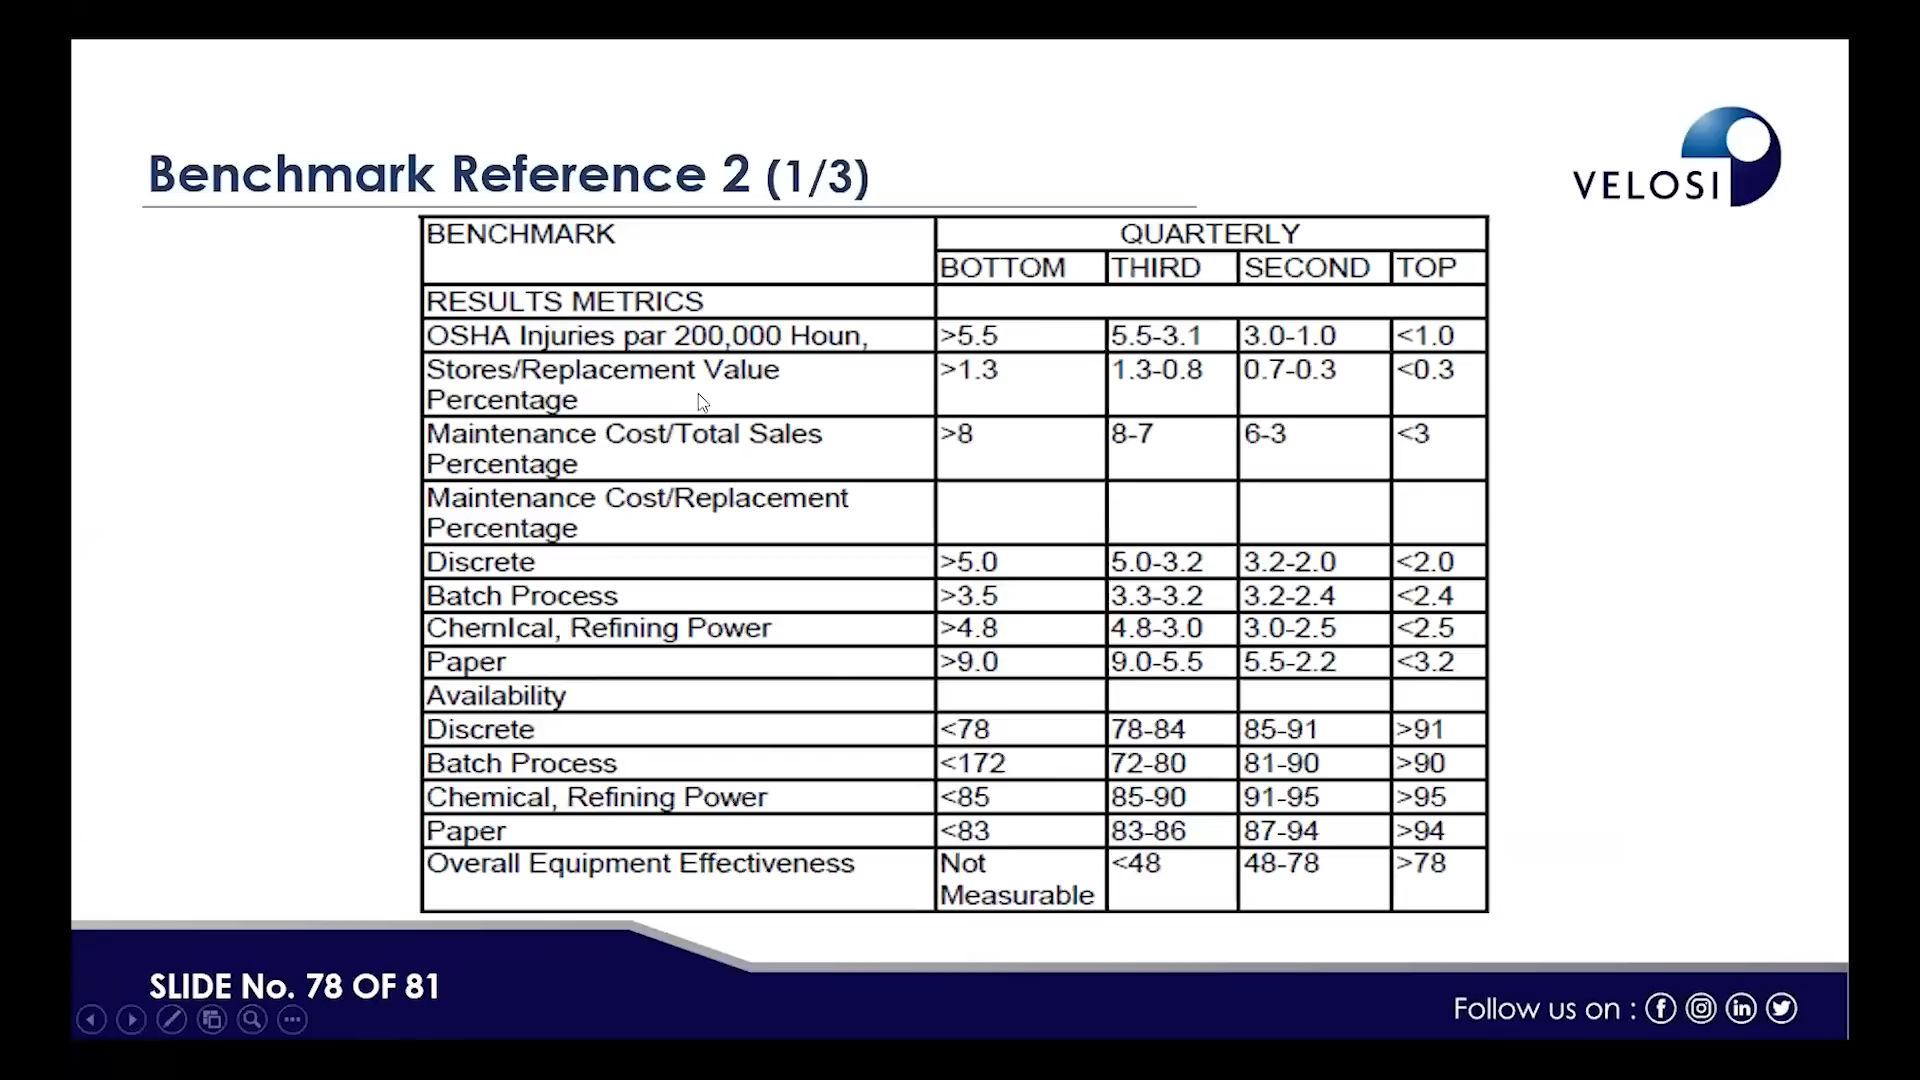 Benchmark Reference 2 (1/3)
VELOSI
BENCHMARK QUARTERLY
BOTTOM THIRD SECOND TOP
RESULTS METRICS
OSHA Injuries par 200,000 Houn, >5.5 5.5-3.1 3.0-1.0 <1.0
Stores/Replacement Value >1.3 1.3-0.8 0.7-0.3 <0.3
Percentage
Maintenance Cost/Total Sales >8 8-7 6-3 <3
Percentage
Maintenance Cost/Replacement
Percentage
Discrete >5.0 5.0-3.2 3.2-2.0 <2.0
Batch Process >3.5 3.3-3.2 3.2-2.4 <2.4
ChernIcal, Refining Power >4.8 4.8-3.0 3.0-2.5 <2.5
Paper >9.0 9.0-5.5 5.5-2.2 <3.2
Availability
Discrete <78 78-84 85-91 >91
Batch Process <172 72-80 81-90 >90
Chemical, Refining Power <85 85-90 91-95 >95
Paper <83 83-86 87-94 >94
Overall Equipment Effectiveness Not <48 48-78 >78
Measurable
SLIDE No. 78 OF 81
Follow us on :